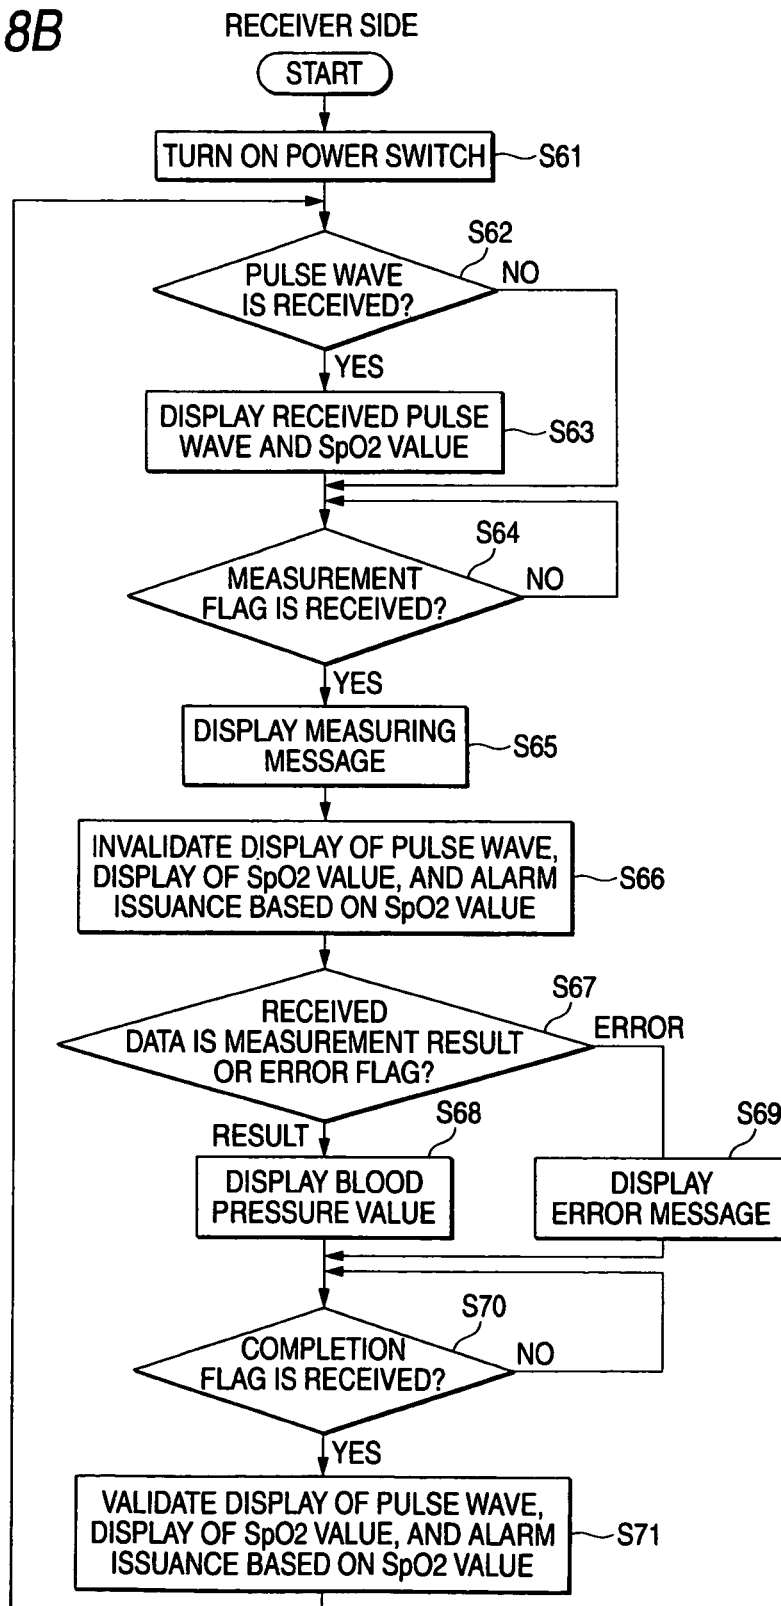 8B
RECEIVER SIDE
START
TURN ON POWER SWITCH
S61
S62
PULSE WAVE
IS RECEIVED?
NO
YES
DISPLAY RECEIVED PULSE
WAVE AND SpO2 VALUE
S63
S64
MEASUREMENT
FLAG IS RECEIVED?
NO
YES
DISPLAY MEASURING
MESSAGE
S65
INVALIDATE DISPLAY OF PULSE WAVE,
DISPLAY OF SpO2 VALUE, AND ALARM
ISSUANCE BASED ON SpO2 VALUE
S66
S67
RECEIVED
DATA IS MEASUREMENT RESULT
OR ERROR FLAG?
ERROR
RESULT
S68
DISPLAY BLOOD
PRESSURE VALUE
S69
DISPLAY
ERROR MESSAGE
S70
COMPLETION
FLAG IS RECEIVED?
NO
YES
VALIDATE DISPLAY OF PULSE WAVE,
DISPLAY OF SpO2 VALUE, AND ALARM
ISSUANCE BASED ON SpO2 VALUE
S71